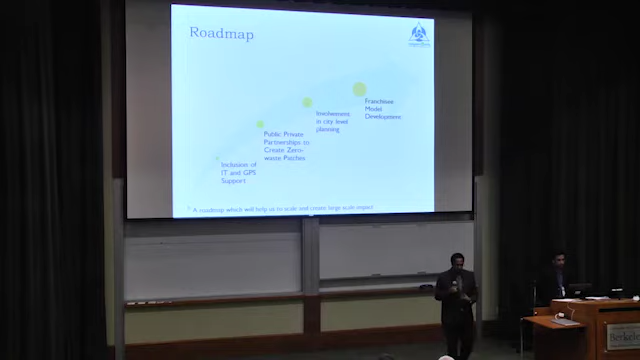 Roadmap
Franchisee
Model
Development
Involvement
in city level
planning
Public Private
Partnerships to
Create Zero-
waste Patches
Inclusion of
IT and GPS
Support
A roadmap which will help us to scale and create large scale impact